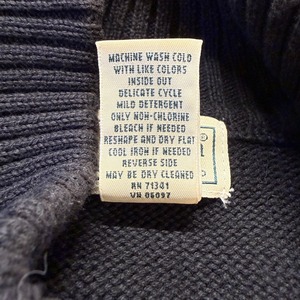 MACHINE WASH COLD
WITH LIKE COLORS
INSIDE OUT
DELICATE CYCLE
MILD DETERGENT
ONLY NON-CHLORINE
BLEACH IF NEEDED
RESHAPE AND DRY FLAT
COOL IRON IF NEEDED
REVERSE SIDE
MAY BE DRY CLEANED
RN 71341
VN 06097